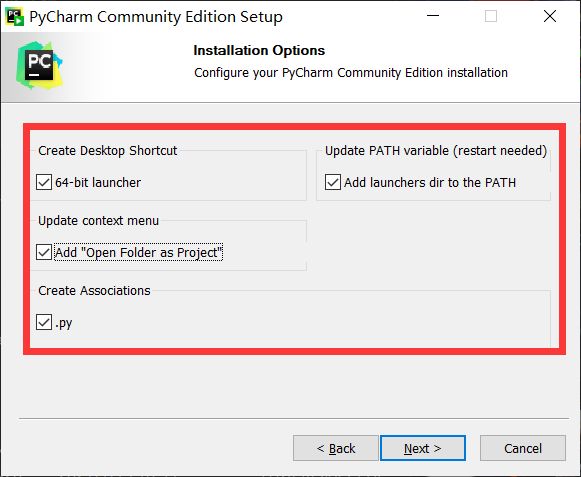 PyCharm Community Edition Setup
PC
Installation Options
Configure your PyCharm Community Edition installation
Create Desktop Shortcut
64-bit launcher
Update PATH variable (restart needed)
Add launchers dir to the PATH
Update context menu
Add "Open Folder as Project"
Create Associations
.py
< Back
Next >
Cancel